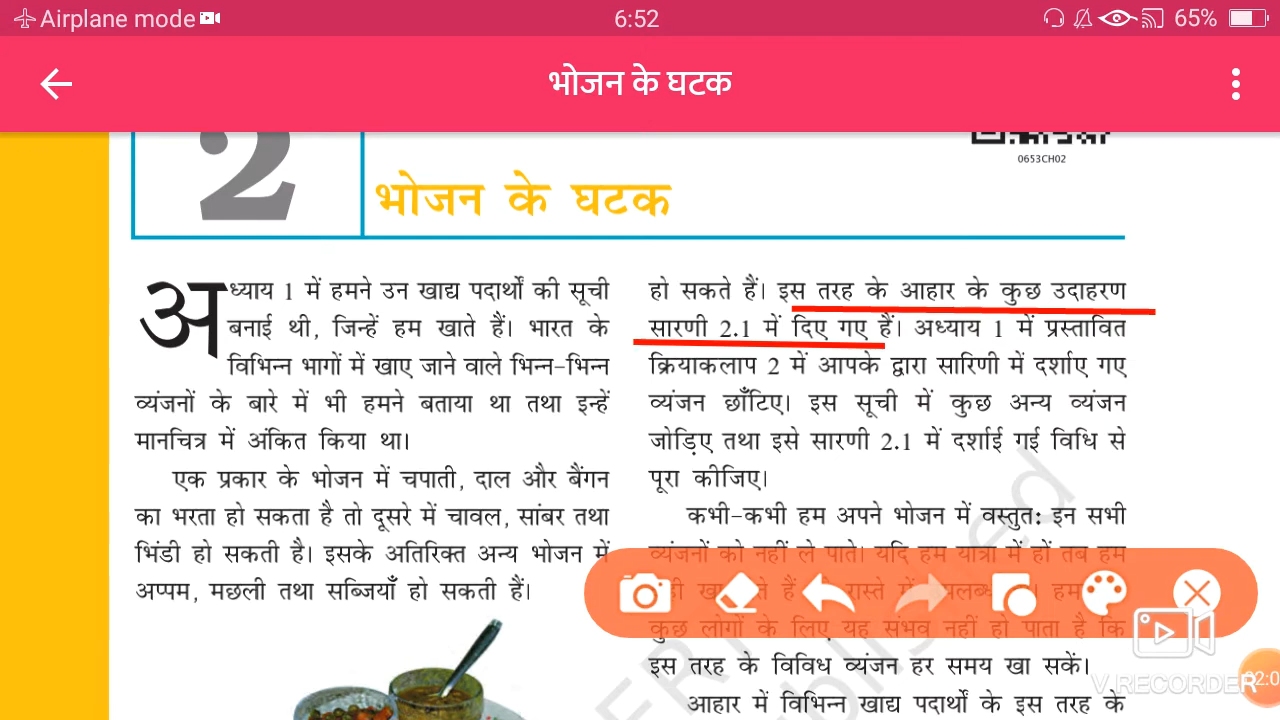 Airplane mode
6:52
65%
भोजन के घटक
2
0653CH02
भोजन के घटक
अध्याय 1 में हमने उन खाद्य पदार्थों की सूची
बनाई थी, जिन्हें हम खाते हैं। भारत के
विभिन्न भागों में खाए जाने वाले भिन्न-भिन्न
व्यंजनों के बारे में भी हमने बताया था तथा इन्हें
मानचित्र में अंकित किया था।
एक प्रकार के भोजन में चपाती, दाल और बैंगन
का भरता हो सकता है तो दूसरे में चावल, सांबर तथा
भिंडी हो सकती है। इसके अतिरिक्त अन्य भोजन में
अप्पम, मछली तथा सब्जियाँ हो सकती हैं।
हो सकते हैं। इस तरह के आहार के कुछ उदाहरण
सारणी 2.1 में दिए गए हैं। अध्याय 1 में प्रस्तावित
क्रियाकलाप 2 में आपके द्वारा सारिणी में दर्शाए गए
व्यंजन छाँटिए। इस सूची में कुछ अन्य व्यंजन
जोड़िए तथा इसे सारणी 2.1 में दर्शाई गई विधि से
पूरा कीजिए।
कभी-कभी हम अपने भोजन में वस्तुतः इन सभी
व्यंजनों को नहीं ले पाते। यदि हम यात्रा में हों तब हम
रास्ते में हम
कुछ लोगों के लिए यह संभव नहीं हो पाता है कि
इस तरह के विविध व्यंजन हर समय खा सकें।
आहार में विभिन्न खाद्य पदार्थों के इस तरह के
02:0
V.RECORDER